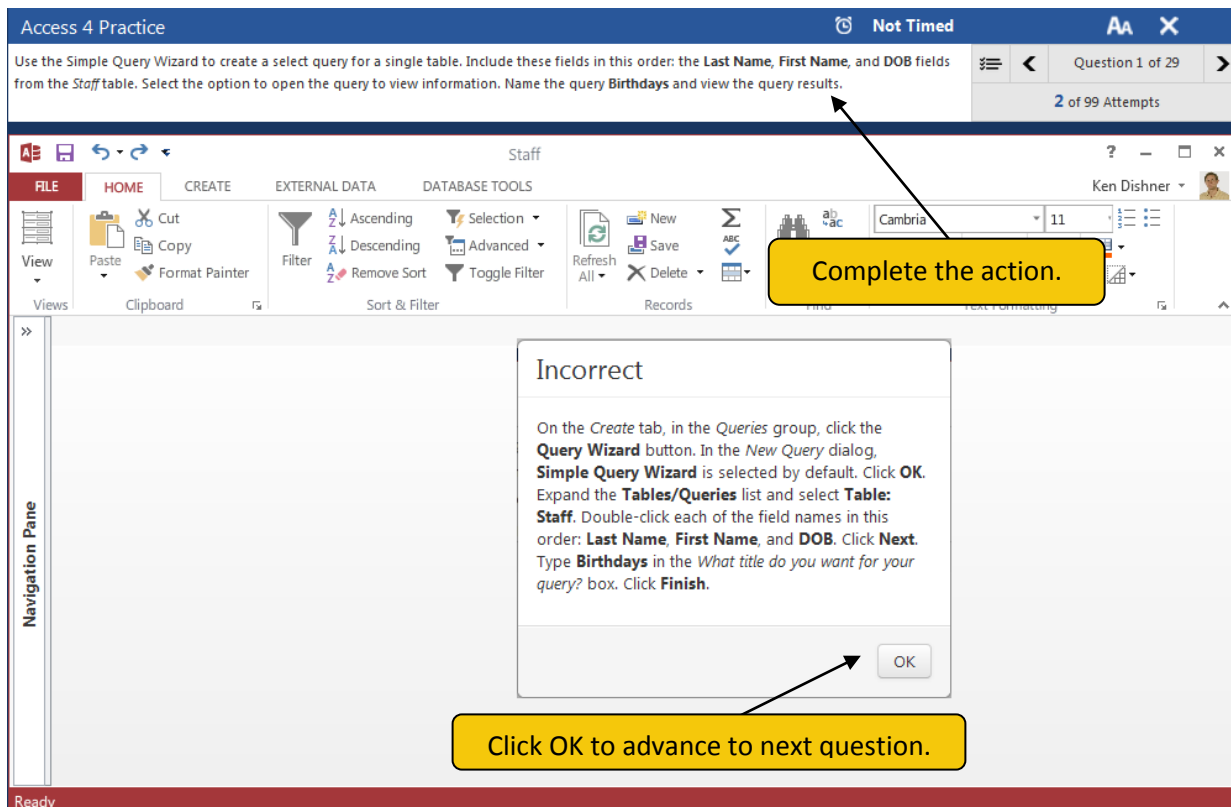 Access 4 Practice
Not Timed
AA
Use the Simple Query Wizard to create a select query for a single table. Include these fields in this order: the Last Name, First Name, and DOB fields
from the Staff table. Select the option to open the query to view information. Name the query Birthdays and view the query results.
Question 1 of 29
2 of 99 Attempts
Staff
FILE
HOME
CREATE
EXTERNAL DATA
DATABASE TOOLS
Ken Dishner
View
Paste
Cut
Copy
Format Painter
Filter
Ascending
Descending
Remove Sort
Selection
Advanced
Toggle Filter
Refresh
All
New
Save
Delete
Cambria
11
Views
Clipboard
Sort & Filter
Records
Complete the action.
Navigation Pane
Incorrect
On the Create tab, in the Queries group, click the
Query Wizard button. In the New Query dialog,
Simple Query Wizard is selected by default. Click OK.
Expand the Tables/Queries list and select Table:
Staff. Double-click each of the field names in this
order: Last Name, First Name, and DOB. Click Next.
Type Birthdays in the What title do you want for your
query? box. Click Finish.
OK
Click OK to advance to next question.
Ready